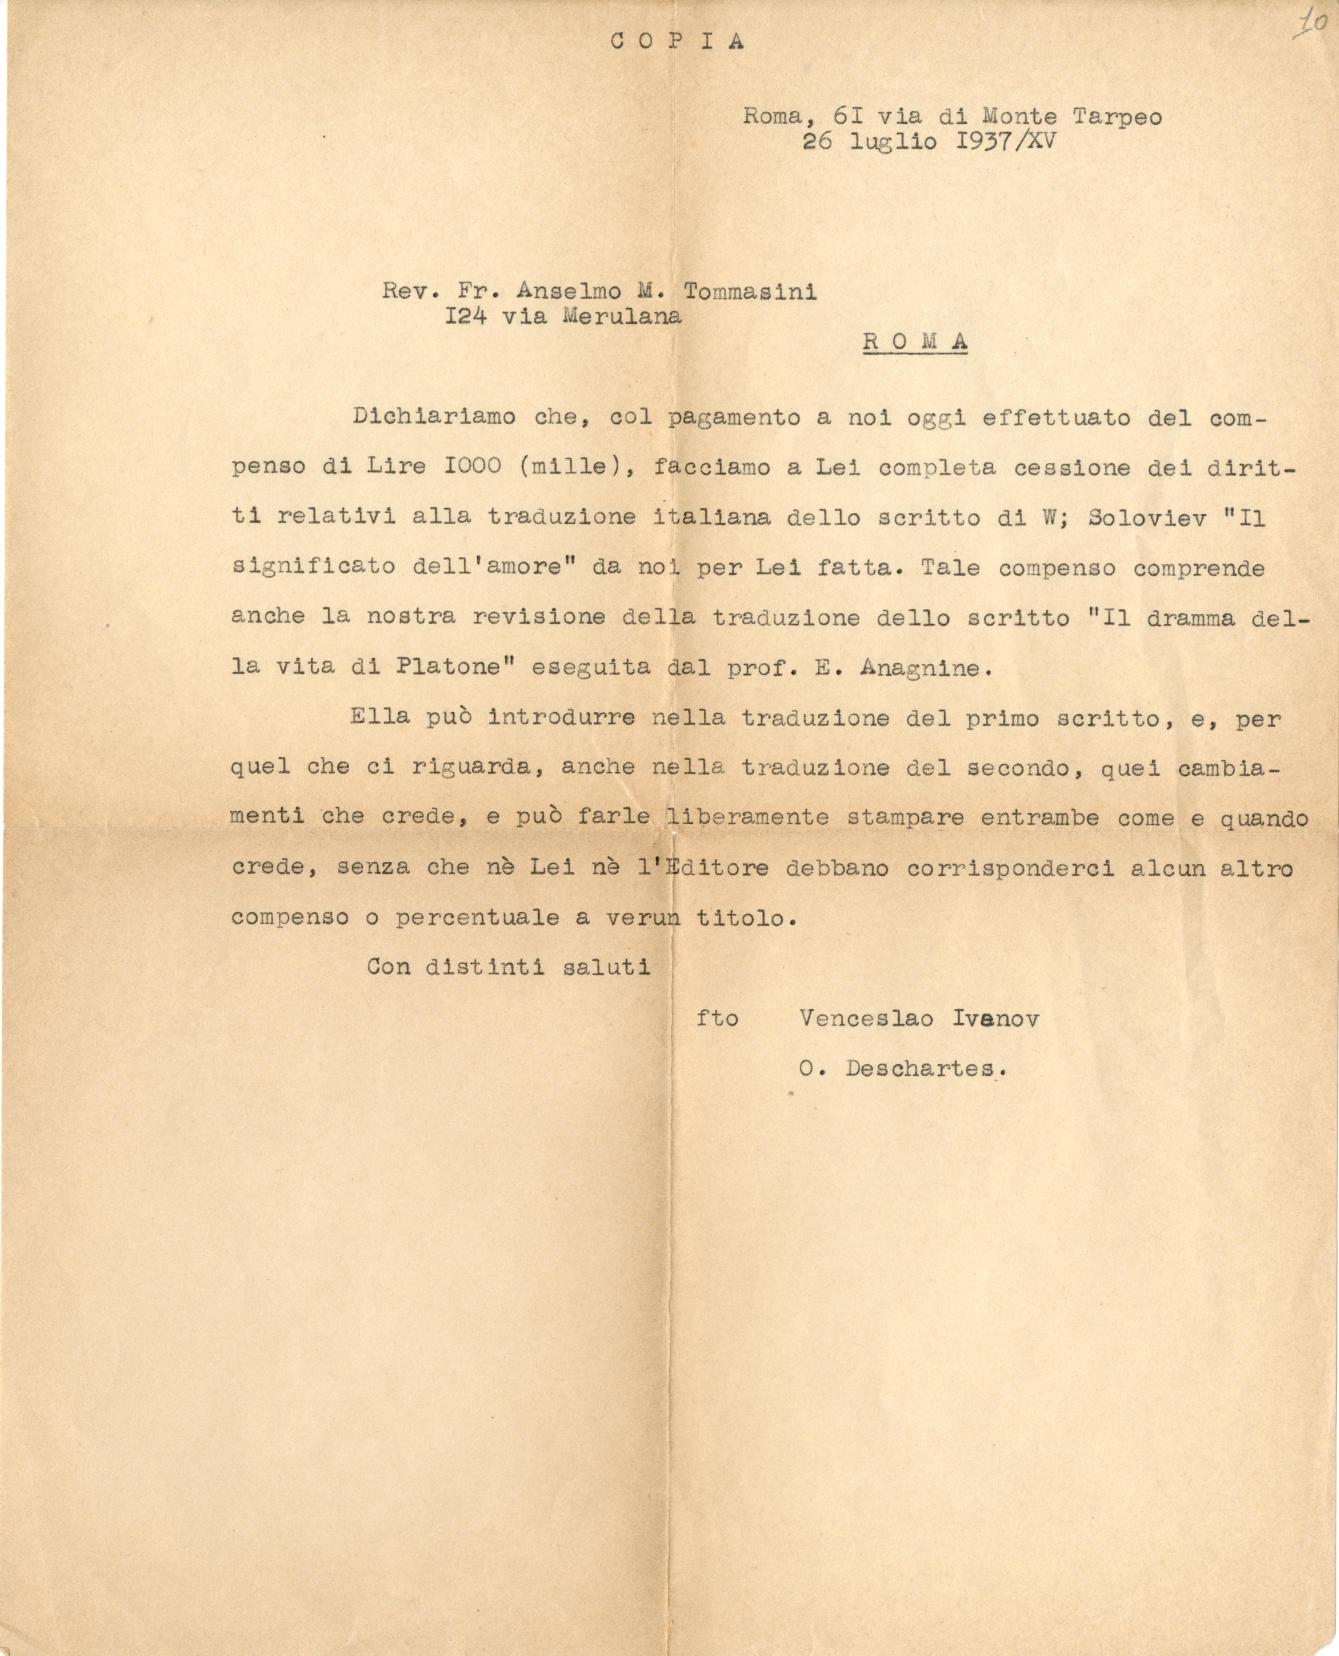 10
C O P I A
Roma, 6I via di Monte Tarpeo
26 luglio I937/XV
Rev. Fr. Anselmo M. Tommasini
I24 via Merulana
R O M A
Dichiariamo che, col pagamento a noi oggi effettuato del com-
penso di Lire I000 (mille), facciamo a Lei completa cessione dei dirit-
ti relativi alla traduzione italiana dello scritto di W; Soloviev "Il
significato dell'amore" da noi per Lei fatta. Tale compenso comprende
anche la nostra revisione della traduzione dello scritto "Il dramma del-
la vita di Platone" eseguita dal prof. E. Anagnine.
Ella può introdurre nella traduzione del primo scritto, e, per
quel che ci riguarda, anche nella traduzione del secondo, quei cambia-
menti che crede, e può farle liberamente stampare entrambe come e quando
crede, senza che nè Lei nè l'Editore debbano corrisponderci alcun altro
compenso o percentuale a verun titolo.
Con distinti saluti
fto Venceslao Ivanov
O. Deschartes.